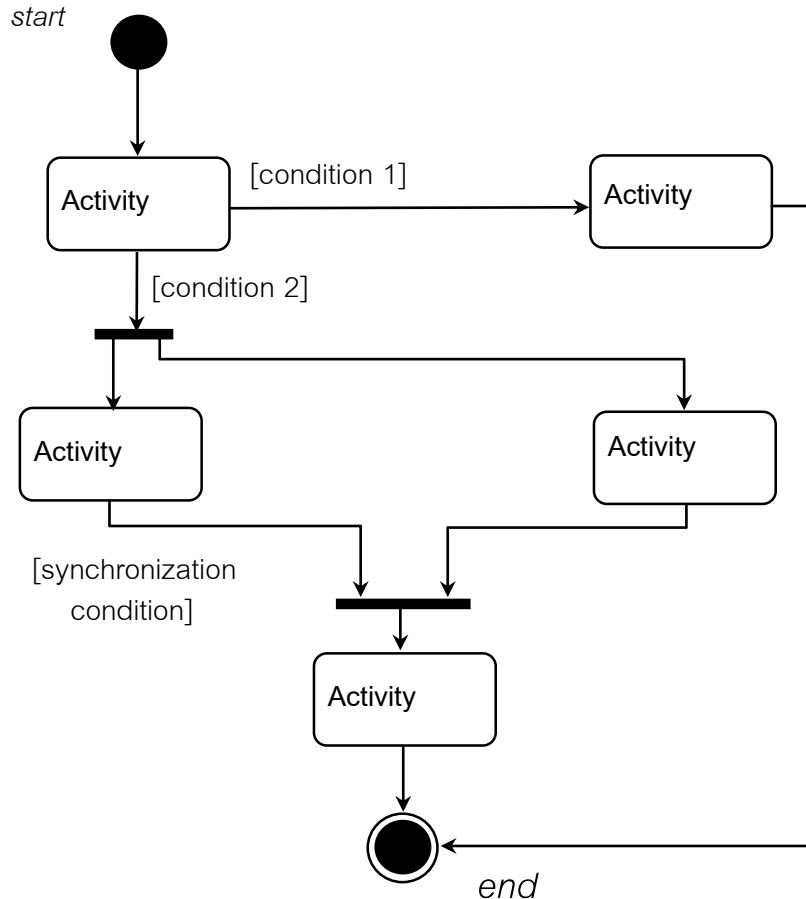 start
Activity
[condition 1]
Activity
[condition 2]
Activity
Activity
[synchronization
condition]
Activity
end